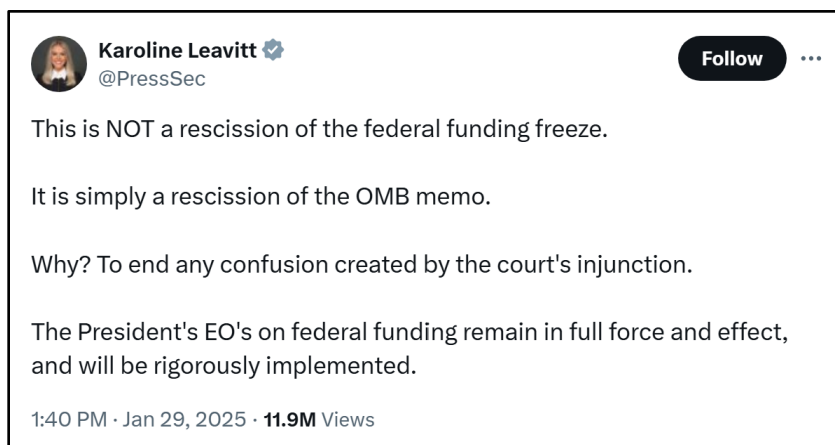 Karoline Leavitt
@PressSec
Follow
This is NOT a rescission of the federal funding freeze.
It is simply a rescission of the OMB memo.
Why? To end any confusion created by the court's injunction.
The President's EO's on federal funding remain in full force and effect,
and will be rigorously implemented.
1:40 PM · Jan 29, 2025 · 11.9M Views